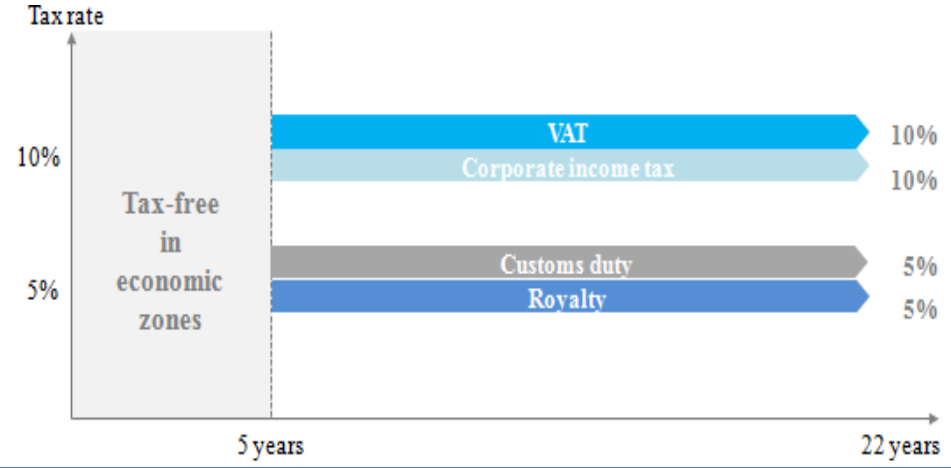 Tax rate
VAT
10%
10%
Corporate income tax
10%
Tax-free
in
economic
zones
Customs duty
5%
5%
Royalty
5%
5 years
22 years